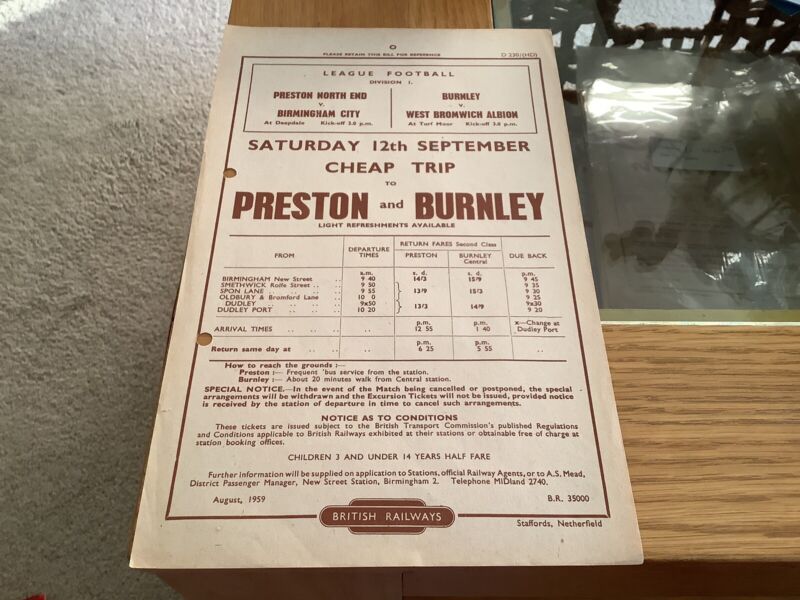 PLEASE RETAIN THIS BILL FOR REFERENCE D 230/(HD)
LEAGUE FOOTBALL
DIVISION 1.
PRESTON NORTH END
v.
BIRMINGHAM CITY
At Deepdale Kick-off 3.0 p.m.
BURNLEY
v.
WEST BROMWICH ALBION
At Turf Moor Kick-off 3.0 p.m.
SATURDAY 12th SEPTEMBER
CHEAP TRIP
TO
PRESTON and BURNLEY
LIGHT REFRESHMENTS AVAILABLE
FROM DEPARTURE TIMES RETURN FARES Second Class DUE BACK
PRESTON BURNLEY Central
a.m. s. d. s. d. p.m.
BIRMINGHAM New Street .. 9 40 14/3 15/9 9 45
SMETHWICK Rolfe Street .. .. 9 50 9 35
SPON LANE .. .. .. .. 9 55 13/9 15/3 9 30
OLDBURY & Bromford Lane .. 10 0 9 25
DUDLEY .. .. .. .. 9x50 13/3 14/9 9x30
DUDLEY PORT .. .. .. 10 20 9 20
ARRIVAL TIMES .. .. .. .. p.m. 12 55 p.m. 1 40 x—Change at Dudley Port
Return same day at .. .. .. .. p.m. 6 25 p.m. 5 55 ..
How to reach the grounds :—
Preston :— Frequent 'bus service from the station.
Burnley :— About 20 minutes walk from Central station.
SPECIAL NOTICE.—In the event of the Match being cancelled or postponed, the special
arrangements will be withdrawn and the Excursion Tickets will not be issued, provided notice
is received by the station of departure in time to cancel such arrangements.
NOTICE AS TO CONDITIONS
These tickets are issued subject to the British Transport Commission's published Regulations
and Conditions applicable to British Railways exhibited at their stations or obtainable free of charge at
station booking offices.
CHILDREN 3 AND UNDER 14 YEARS HALF FARE
Further information will be supplied on application to Stations, official Railway Agents, or to A.S. Mead,
District Passenger Manager, New Street Station, Birmingham 2. Telephone MIDland 2740.
August, 1959 B.R. 35000
BRITISH RAILWAYS
Staffords, Netherfield